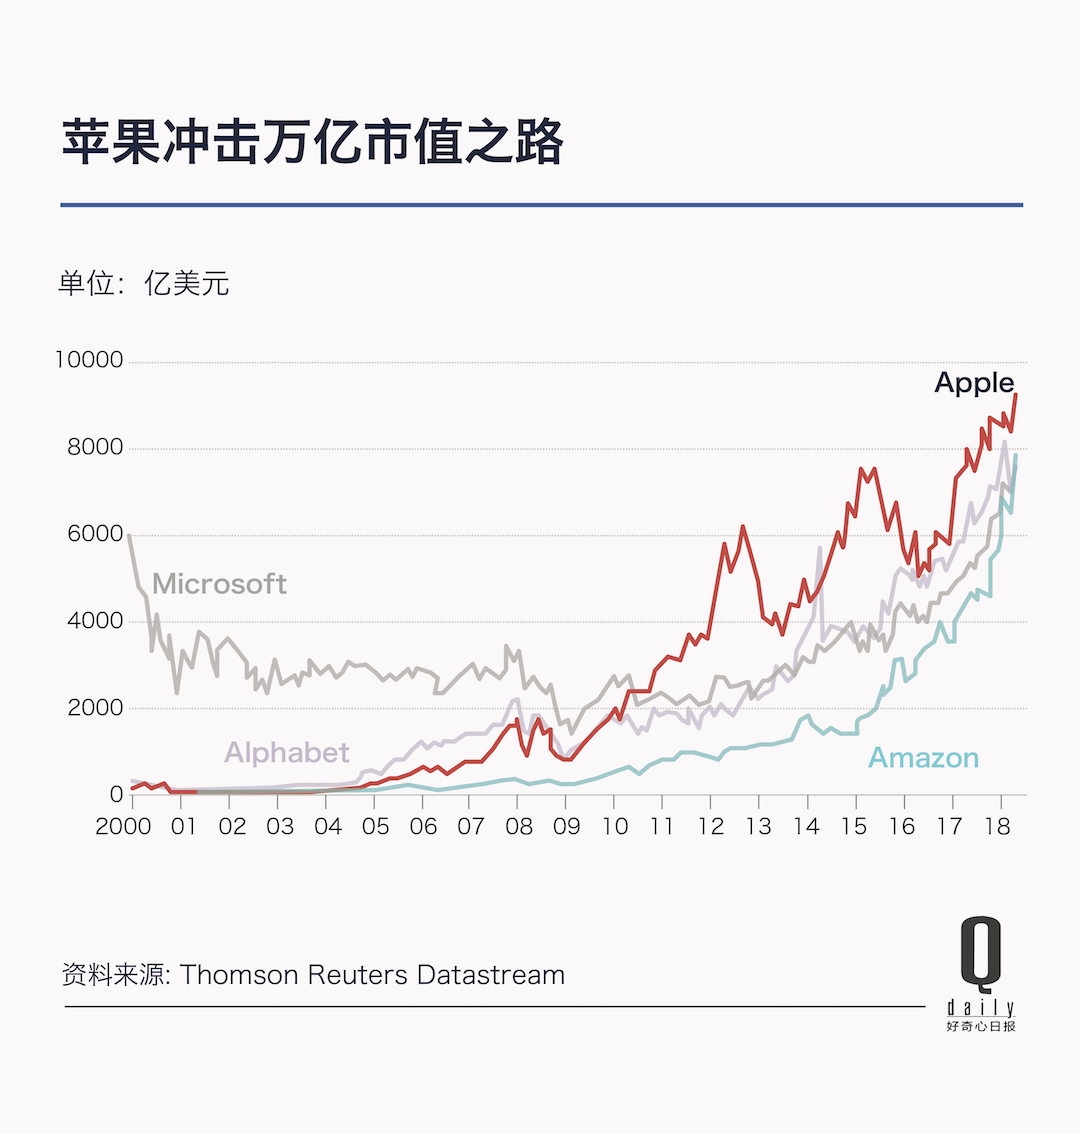 苹果冲击万亿市值之路
单位：亿美元
10000
Apple
8000
6000
Microsoft
4000
2000
Alphabet
Amazon
0
2000 01 02 03 04 05 06 07 08 09 10 11 12 13 14 15 16 17 18
资料来源: Thomson Reuters Datastream
Q
daily
好奇心日报